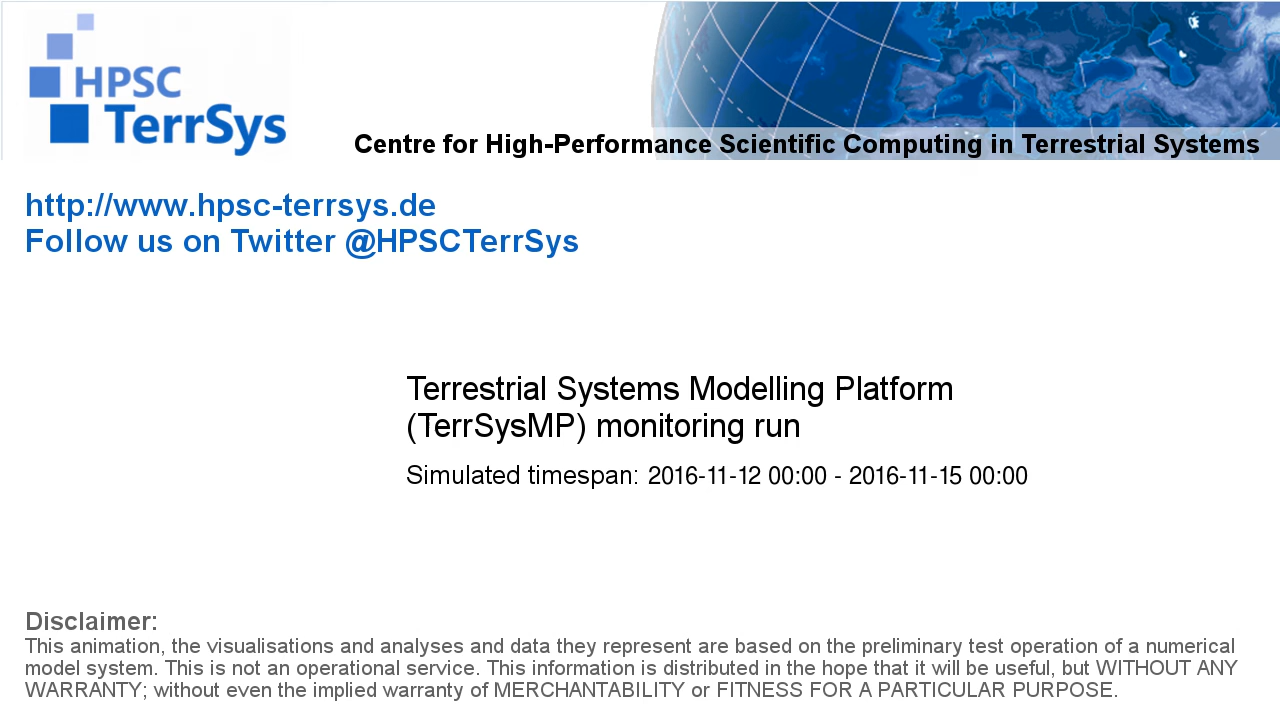 HPSC
TerrSys
Centre for High-Performance Scientific Computing in Terrestrial Systems
http://www.hpsc-terrsys.de
Follow us on Twitter @HPSCTerrSys
Terrestrial Systems Modelling Platform
(TerrSysMP) monitoring run
Simulated timespan: 2016-11-12 00:00 - 2016-11-15 00:00
Disclaimer:
This animation, the visualisations and analyses and data they represent are based on the preliminary test operation of a numerical
model system. This is not an operational service. This information is distributed in the hope that it will be useful, but WITHOUT ANY
WARRANTY; without even the implied warranty of MERCHANTABILITY or FITNESS FOR A PARTICULAR PURPOSE.